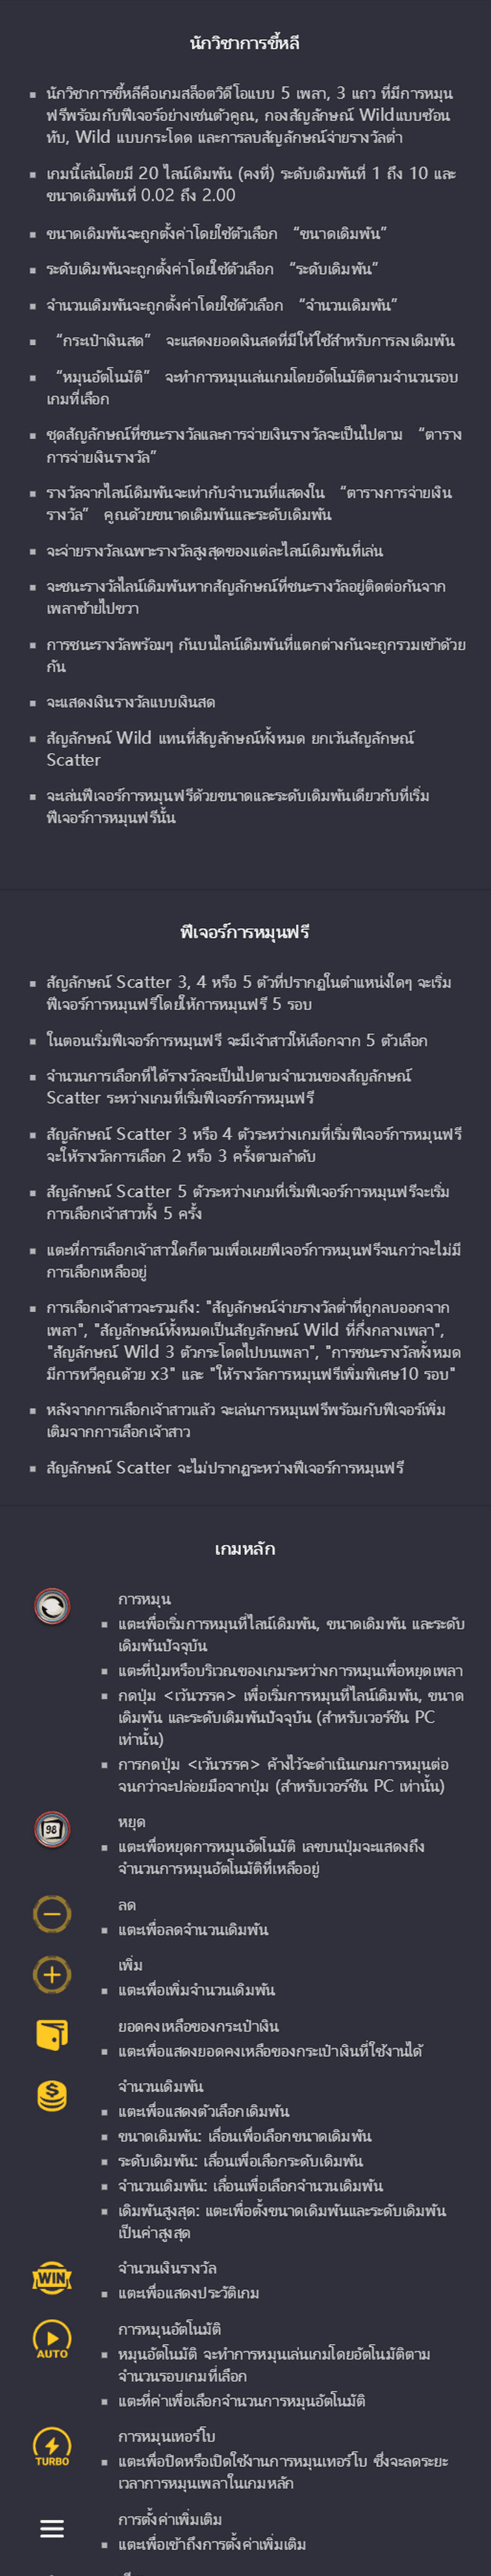 นักวิชาการขี้หลี
นักวิชาการขี้หลีคือเกมสล็อตวิดีโอแบบ 5 เพลา, 3 แถว ที่มีการหมุน
ฟรีพร้อมกับฟีเจอร์อย่างเช่นตัวคูณ, กองสัญลักษณ์ Wildแบบซ้อน
ทับ, Wild แบบกระโดด และการลบสัญลักษณ์จ่ายรางวัลต่ำ
เกมนี้เล่นโดยมี 20 ไลน์เดิมพัน (คงที่) ระดับเดิมพันที่ 1 ถึง 10 และ
ขนาดเดิมพันที่ 0.02 ถึง 2.00
ขนาดเดิมพันจะถูกตั้งค่าโดยใช้ตัวเลือก “ขนาดเดิมพัน”
ระดับเดิมพันจะถูกตั้งค่าโดยใช้ตัวเลือก “ระดับเดิมพัน”
จำนวนเดิมพันจะถูกตั้งค่าโดยใช้ตัวเลือก “จำนวนเดิมพัน”
“กระเป๋าเงินสด” จะแสดงยอดเงินสดที่มีให้ใช้สำหรับการลงเดิมพัน
“หมุนอัตโนมัติ” จะทำการหมุนเล่นเกมโดยอัตโนมัติตามจำนวนรอบ
เกมที่เลือก
ชุดสัญลักษณ์ที่ชนะรางวัลและการจ่ายเงินรางวัลจะเป็นไปตาม “ตาราง
การจ่ายเงินรางวัล”
รางวัลจากไลน์เดิมพันจะเท่ากับจำนวนที่แสดงใน “ตารางการจ่ายเงิน
รางวัล” คูณด้วยขนาดเดิมพันและระดับเดิมพัน
จะจ่ายรางวัลเฉพาะรางวัลสูงสุดของแต่ละไลน์เดิมพันที่เล่น
จะชนะรางวัลไลน์เดิมพันหากสัญลักษณ์ที่ชนะรางวัลอยู่ติดต่อกันจาก
เพลาซ้ายไปขวา
การชนะรางวัลพร้อมๆ กันบนไลน์เดิมพันที่แตกต่างกันจะถูกรวมเข้าด้วย
กัน
จะแสดงเงินรางวัลแบบเงินสด
สัญลักษณ์ Wild แทนที่สัญลักษณ์ทั้งหมด ยกเว้นสัญลักษณ์
Scatter
จะเล่นฟีเจอร์การหมุนฟรีด้วยขนาดและระดับเดิมพันเดียวกับที่เริ่ม
ฟีเจอร์การหมุนฟรีนั้น
ฟีเจอร์การหมุนฟรี
สัญลักษณ์ Scatter 3, 4 หรือ 5 ตัวที่ปรากฏในตำแหน่งใดๆ จะเริ่ม
ฟีเจอร์การหมุนฟรีโดยให้การหมุนฟรี 5 รอบ
ในตอนเริ่มฟีเจอร์การหมุนฟรี จะมีเจ้าสาวให้เลือกจาก 5 ตัวเลือก
จำนวนการเลือกที่ได้รางวัลจะเป็นไปตามจำนวนของสัญลักษณ์
Scatter ระหว่างเกมที่เริ่มฟีเจอร์การหมุนฟรี
สัญลักษณ์ Scatter 3 หรือ 4 ตัวระหว่างเกมที่เริ่มฟีเจอร์การหมุนฟรี
จะให้รางวัลการเลือก 2 หรือ 3 ครั้งตามลำดับ
สัญลักษณ์ Scatter 5 ตัวระหว่างเกมที่เริ่มฟีเจอร์การหมุนฟรีจะเริ่ม
การเลือกเจ้าสาวทั้ง 5 ครั้ง
แตะที่การเลือกเจ้าสาวใดก็ตามเพื่อเผยฟีเจอร์การหมุนฟรีจนกว่าจะไม่มี
การเลือกเหลืออยู่
การเลือกเจ้าสาวจะรวมถึง: "สัญลักษณ์จ่ายรางวัลต่ำที่ถูกลบออกจาก
เพลา", "สัญลักษณ์ทั้งหมดเป็นสัญลักษณ์ Wild ที่กึ่งกลางเพลา",
"สัญลักษณ์ Wild 3 ตัวกระโดดไปบนเพลา", "การชนะรางวัลทั้งหมด
มีการทวีคูณด้วย x3" และ "ให้รางวัลการหมุนฟรีเพิ่มพิเศษ10 รอบ"
หลังจากการเลือกเจ้าสาวแล้ว จะเล่นการหมุนฟรีพร้อมกับฟีเจอร์เพิ่ม
เติมจากการเลือกเจ้าสาว
สัญลักษณ์ Scatter จะไม่ปรากฏระหว่างฟีเจอร์การหมุนฟรี
เกมหลัก
การหมุน
แตะเพื่อเริ่มการหมุนที่ไลน์เดิมพัน, ขนาดเดิมพัน และระดับ
เดิมพันปัจจุบัน
แตะที่ปุ่มหรือบริเวณของเกมระหว่างการหมุนเพื่อหยุดเพลา
กดปุ่ม <เว้นวรรค> เพื่อเริ่มการหมุนที่ไลน์เดิมพัน, ขนาด
เดิมพัน และระดับเดิมพันปัจจุบัน (สำหรับเวอร์ชัน PC
เท่านั้น)
การกดปุ่ม <เว้นวรรค> ค้างไว้จะดำเนินเกมการหมุนต่อ
จนกว่าจะปล่อยมือจากปุ่ม (สำหรับเวอร์ชัน PC เท่านั้น)
98
หยุด
แตะเพื่อหยุดการหมุนอัตโนมัติ เลขบนปุ่มจะแสดงถึง
จำนวนการหมุนอัตโนมัติที่เหลืออยู่
ลด
แตะเพื่อลดจำนวนเดิมพัน
เพิ่ม
แตะเพื่อเพิ่มจำนวนเดิมพัน
ยอดคงเหลือของกระเป๋าเงิน
แตะเพื่อแสดงยอดคงเหลือของกระเป๋าเงินที่ใช้งานได้
จำนวนเดิมพัน
แตะเพื่อแสดงตัวเลือกเดิมพัน
ขนาดเดิมพัน: เลื่อนเพื่อเลือกขนาดเดิมพัน
ระดับเดิมพัน: เลื่อนเพื่อเลือกระดับเดิมพัน
จำนวนเดิมพัน: เลื่อนเพื่อเลือกจำนวนเดิมพัน
เดิมพันสูงสุด: แตะเพื่อตั้งขนาดเดิมพันและระดับเดิมพัน
เป็นค่าสูงสุด
WIN
จำนวนเงินรางวัล
แตะเพื่อแสดงประวัติเกม
AUTO
การหมุนอัตโนมัติ
หมุนอัตโนมัติ จะทำการหมุนเล่นเกมโดยอัตโนมัติตาม
จำนวนรอบเกมที่เลือก
แตะที่ค่าเพื่อเลือกจำนวนการหมุนอัตโนมัติ
TURBO
การหมุนเทอร์โบ
แตะเพื่อปิดหรือเปิดใช้งานการหมุนเทอร์โบ ซึ่งจะลดระยะ
เวลาการหมุนเพลาในเกมหลัก
การตั้งค่าเพิ่มเติม
แตะเพื่อเข้าถึงการตั้งค่าเพิ่มเติม